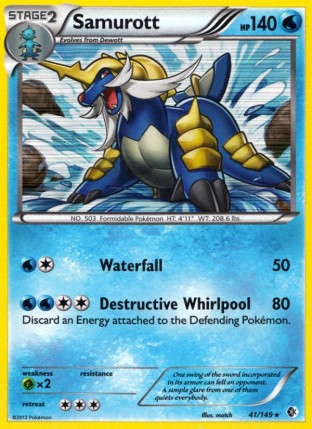 STAGE2
Samurott
HP140
Evolves from Dewott
NO. 503 Formidable Pokémon HT: 4'11" WT: 208.6 lbs.
Waterfall 50
Destructive Whirlpool 80
Discard an Energy attached to the Defending Pokémon.
weakness resistance
×2
retreat
One swing of the sword incorporated
in its armor can fell an opponent.
A simple glare from one of them
quiets everybody.
©2012 Pokémon
Illus. match
41/149